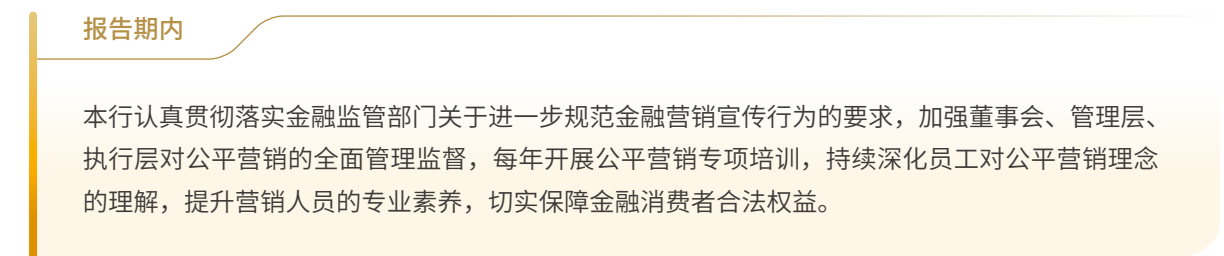 报告期内
本行认真贯彻落实金融监管部门关于进一步规范金融营销宣传行为的要求，加强董事会、管理层、
执行层对公平营销的全面管理监督，每年开展公平营销专项培训，持续深化员工对公平营销理念
的理解，提升营销人员的专业素养，切实保障金融消费者合法权益。